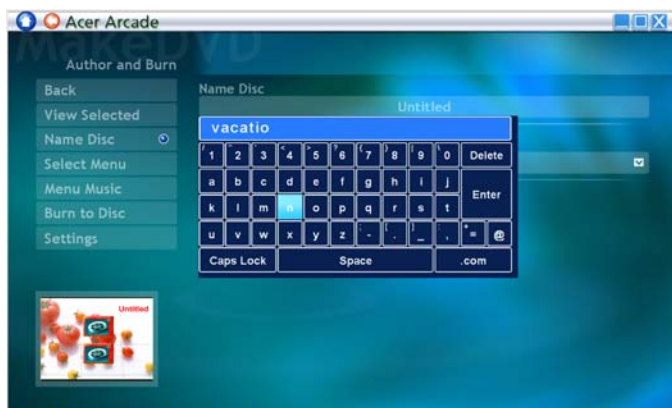 Acer Arcade
MakeDVD
Author and Burn
Back
View Selected
Name Disc
Select Menu
Menu Music
Burn to Disc
Settings
Untitled
Name Disc
Untitled
vacatio
1 2 3 4 5 6 7 8 9 0 Delete
a b c d e f g h i j
Enter
k l m n o p q r s t
u v w x y z - . _ , = @
Caps Lock Space .com